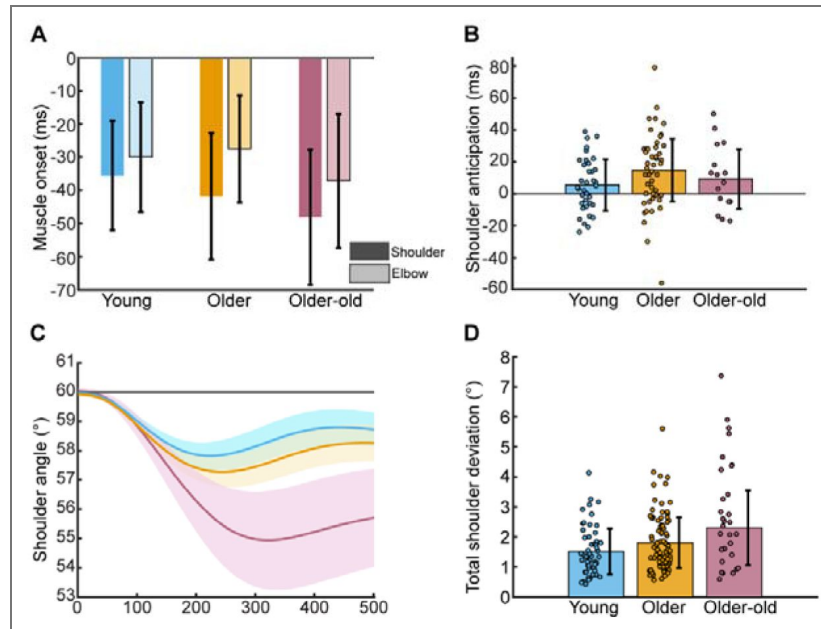 A
0
-10
-20
-30
-40
-50
-60
-70
Muscle onset (ms)
Young
Older
Older-old
Shoulder
Elbow
B
80
60
40
20
0
-20
-40
-60
Shoulder anticipation (ms)
Young
Older
Older-old
C
61
60
59
58
57
56
55
54
53
Shoulder angle (°)
0 100 200 300 400 500
D
8
7
6
5
4
3
2
1
0
Total shoulder deviation (°)
Young
Older
Older-old